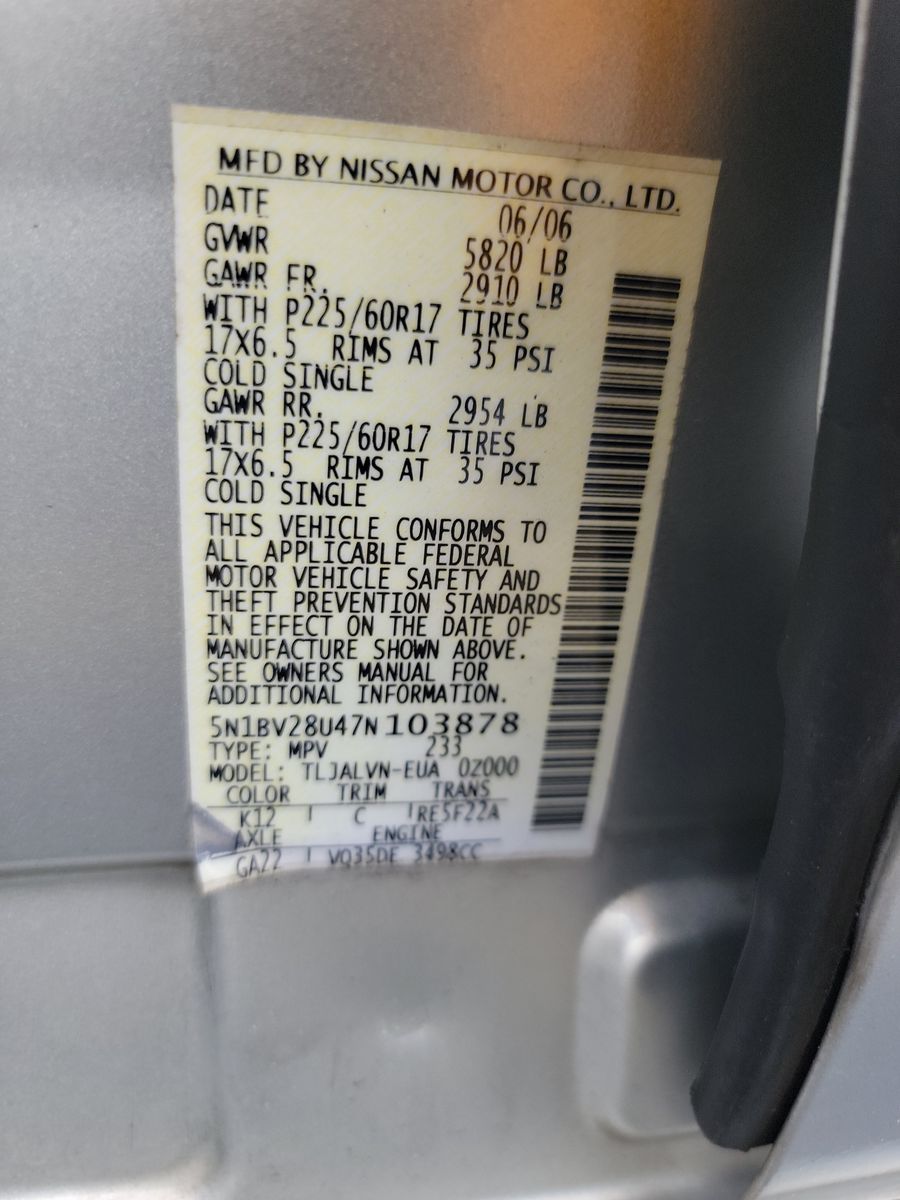 MFD BY NISSAN MOTOR CO., LTD.
DATE 06/06
GVWR 5820 LB
GAWR FR. 2910 LB
WITH P225/60R17 TIRES
17X6.5 RIMS AT 35 PSI
COLD SINGLE
GAWR RR. 2954 LB
WITH P225/60R17 TIRES
17X6.5 RIMS AT 35 PSI
COLD SINGLE
THIS VEHICLE CONFORMS TO
ALL APPLICABLE FEDERAL
MOTOR VEHICLE SAFETY AND
THEFT PREVENTION STANDARDS
IN EFFECT ON THE DATE OF
MANUFACTURE SHOWN ABOVE.
SEE OWNERS MANUAL FOR
ADDITIONAL INFORMATION.
5N1BV28U47N103878
TYPE: MPV 233
MODEL: TLJALVN-EUA 0Z000
COLOR TRIM TRANS
K12 C RE5F22A
AXLE ENGINE
GA22 VQ35DE 3498CC